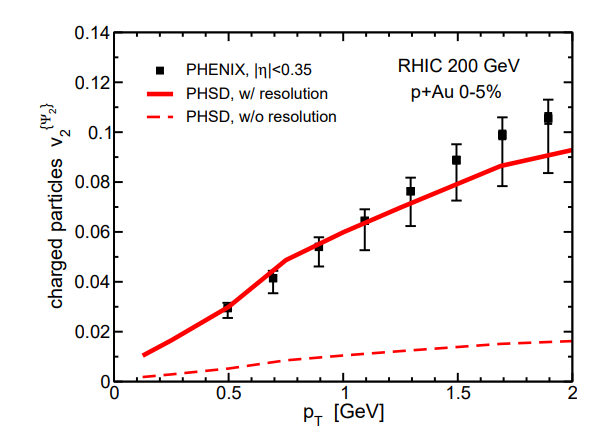 0.14
0.12
0.1
0.08
0.06
0.04
0.02
0
charged particles v₂{Ψ₂}
PHENIX, |η|<0.35
PHSD, w/ resolution
PHSD, w/o resolution
RHIC 200 GeV
p+Au 0-5%
0 0.5 1 1.5 2
p_T [GeV]